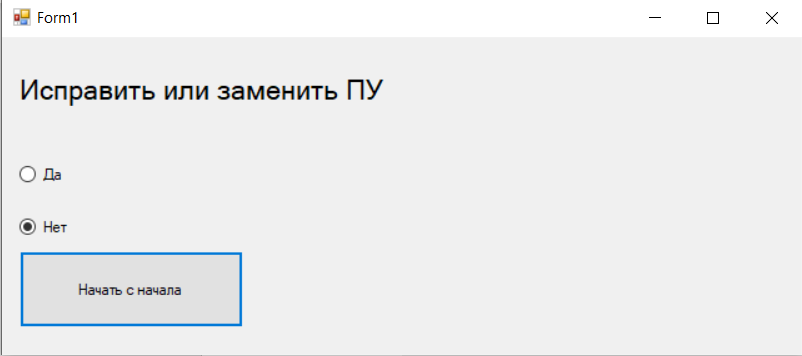 Form1
Исправить или заменить ПУ
Да
Нет
Начать с начала